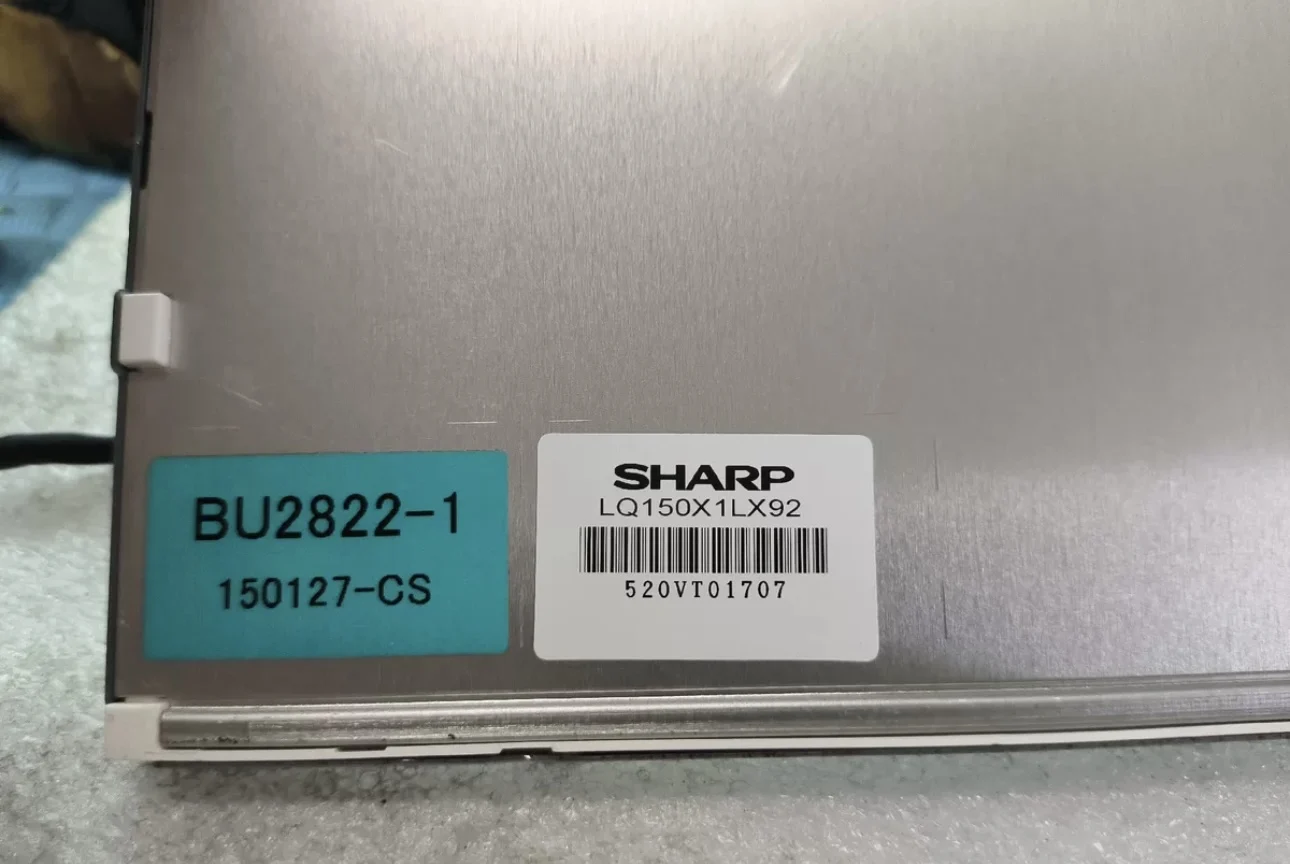 BU2822-1
150127-CS
SHARP
LQ150X1LX92
520VT01707